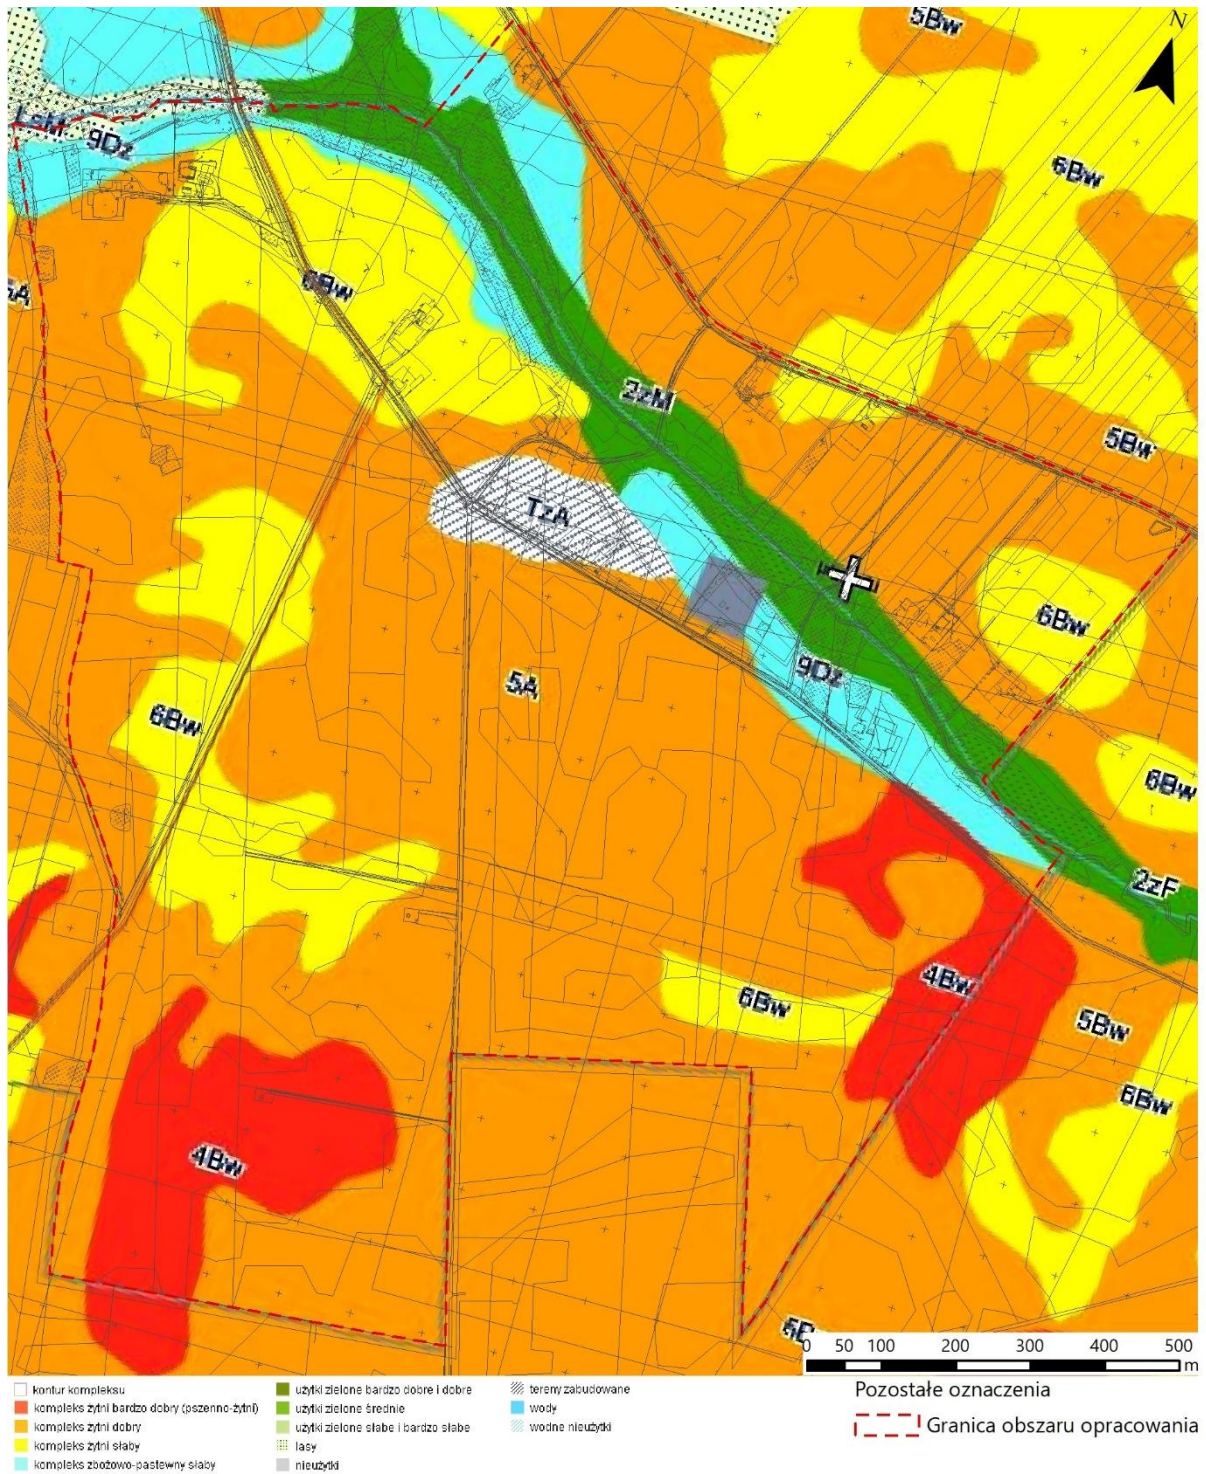 5Bw
N
LsM
9Dz
6Bw
6Bw
2zM
5Bw
TzA
6Bw
5A
9Dz
6Bw
6Bw
2zF
4Bw
6Bw
5Bw
6Bw
4Bw
0 50 100 200 300 400 500
m
kontur kompleksu
kompleks żytni bardzo dobry (pszenno-żytni)
kompleks żytni dobry
kompleks żytni słaby
kompleks zbożowo-pastewny słaby
użytki zielone bardzo dobre i dobre
użytki zielone średnie
użytki zielone słabe i bardzo słabe
lasy
nieużytki
tereny zabudowane
wody
wodne nieużytki
Pozostałe oznaczenia
Granica obszaru opracowania